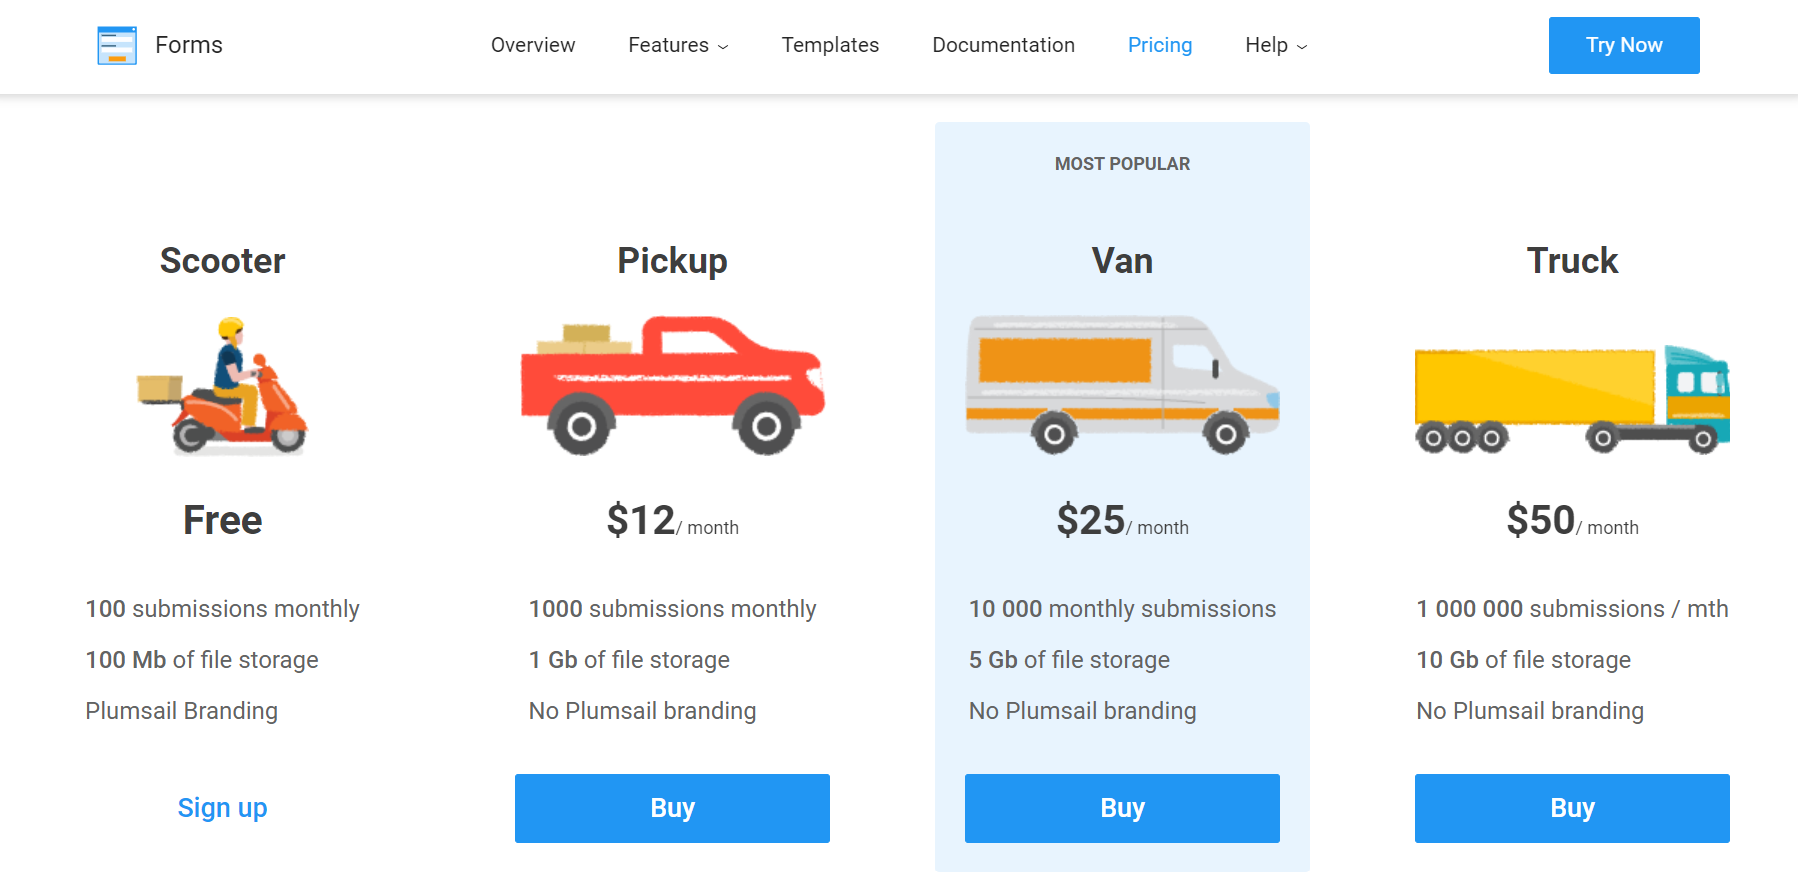 Forms
Overview
Features
Templates
Documentation
Pricing
Help
Try Now
MOST POPULAR
Scooter
Pickup
Van
Truck
Free
$12/ month
$25/ month
$50/ month
100 submissions monthly
100 Mb of file storage
Plumsail Branding
1000 submissions monthly
1 Gb of file storage
No Plumsail branding
10 000 monthly submissions
5 Gb of file storage
No Plumsail branding
1 000 000 submissions / mth
10 Gb of file storage
No Plumsail branding
Sign up
Buy
Buy
Buy